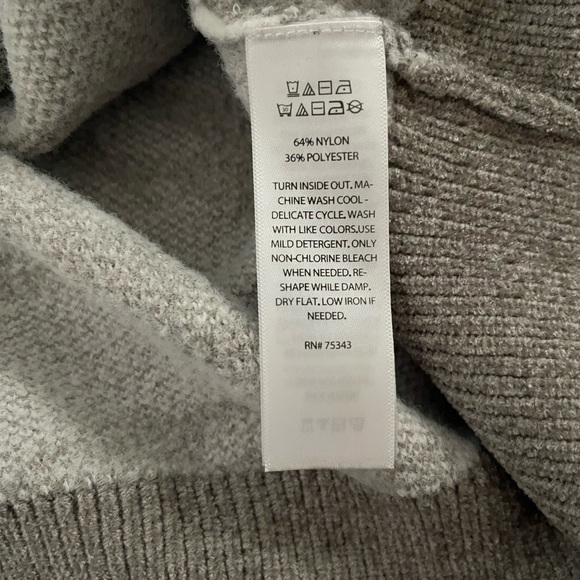 64% NYLON
36% POLYESTER
TURN INSIDE OUT. MA-
CHINE WASH COOL -
DELICATE CYCLE. WASH
WITH LIKE COLORS.USE
MILD DETERGENT. ONLY
NON-CHLORINE BLEACH
WHEN NEEDED. RE-
SHAPE WHILE DAMP.
DRY FLAT. LOW IRON IF
NEEDED.
RN# 75343